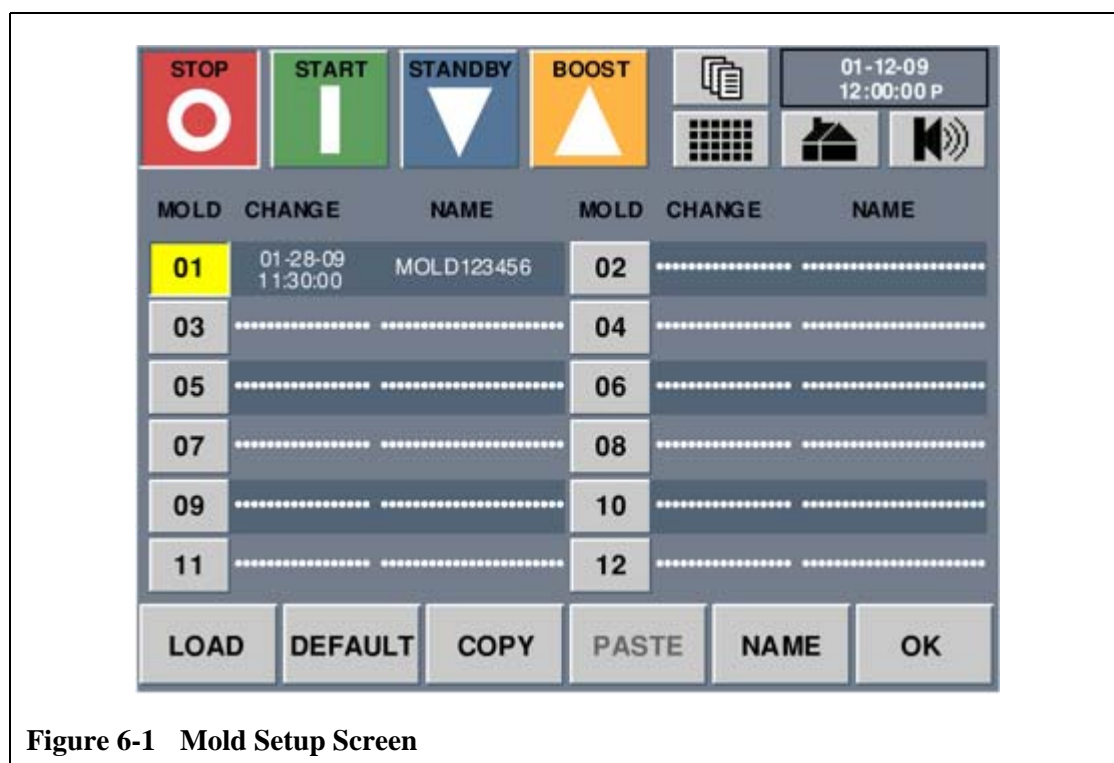 STOP START STANDBY BOOST
01-12-09
12:00:00 P
MOLD CHANGE NAME MOLD CHANGE NAME
01 01-28-09 11:30:00 MOLD123456 02
03 04
05 06
07 08
09 10
11 12
LOAD DEFAULT COPY PASTE NAME OK
Figure 6-1 Mold Setup Screen